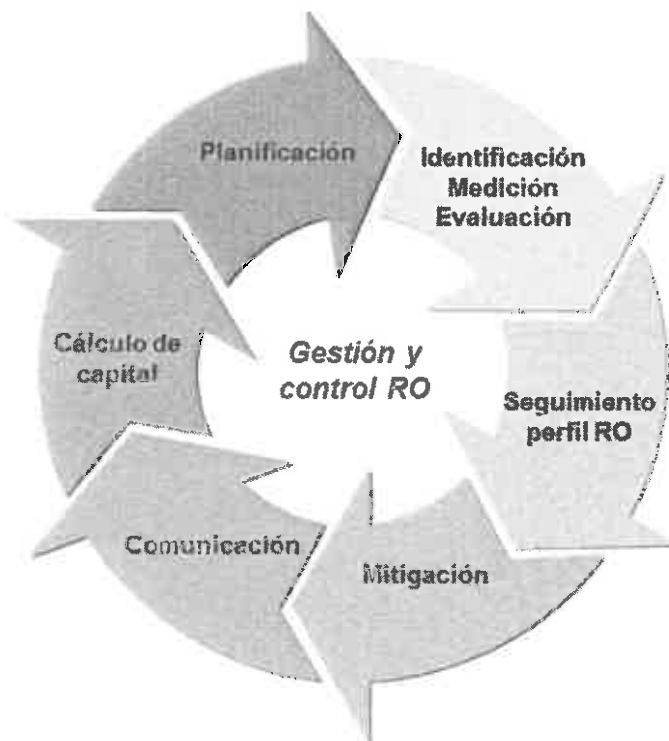 Planificación
Identificación
Medición
Evaluación
Seguimiento
perfil RO
Mitigación
Comunicación
Cálculo de
capital
Gestión y
control RO